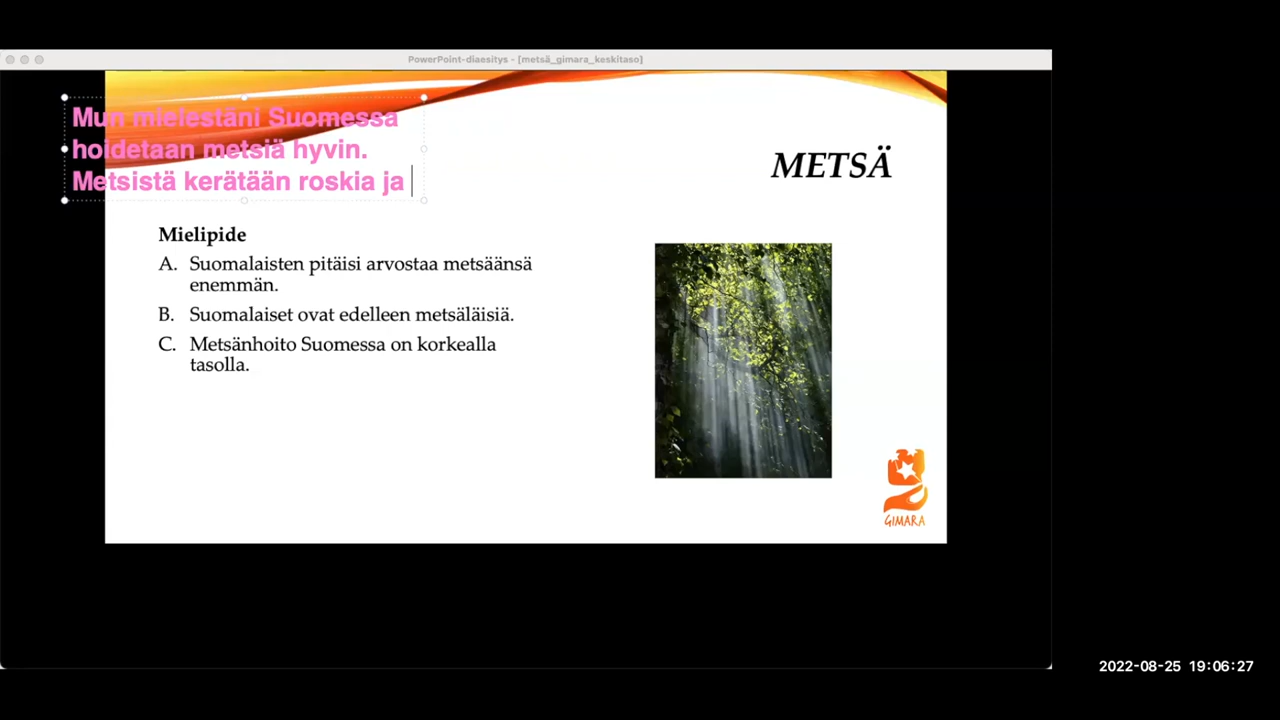 PowerPoint-diaesitys - [metsä_gimara_keskitaso]
Mun mielestäni Suomessa
hoidetaan metsiä hyvin.
Metsistä kerätään roskia ja
METSÄ
Mielipide
A. Suomalaisten pitäisi arvostaa metsäänsä
enemmän.
B. Suomalaiset ovat edelleen metsäläisiä.
C. Metsänhoito Suomessa on korkealla
tasolla.
GIMARA
2022-08-25 19:06:27